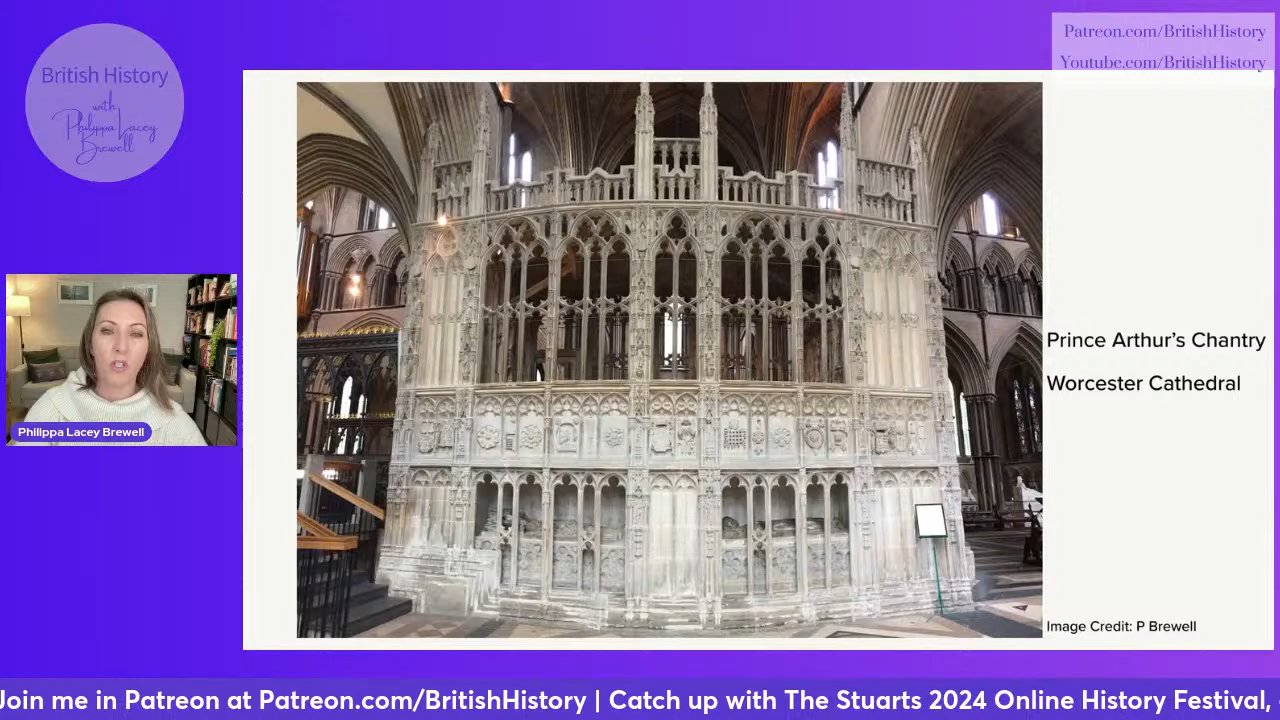 British History
with
Philippa Lacey
Brewell
Patreon.com/BritishHistory
Youtube.com/BritishHistory
Philippa Lacey Brewell
Prince Arthur's Chantry
Worcester Cathedral
Image Credit: P Brewell
Join me in Patreon at Patreon.com/BritishHistory | Catch up with The Stuarts 2024 Online History Festival,